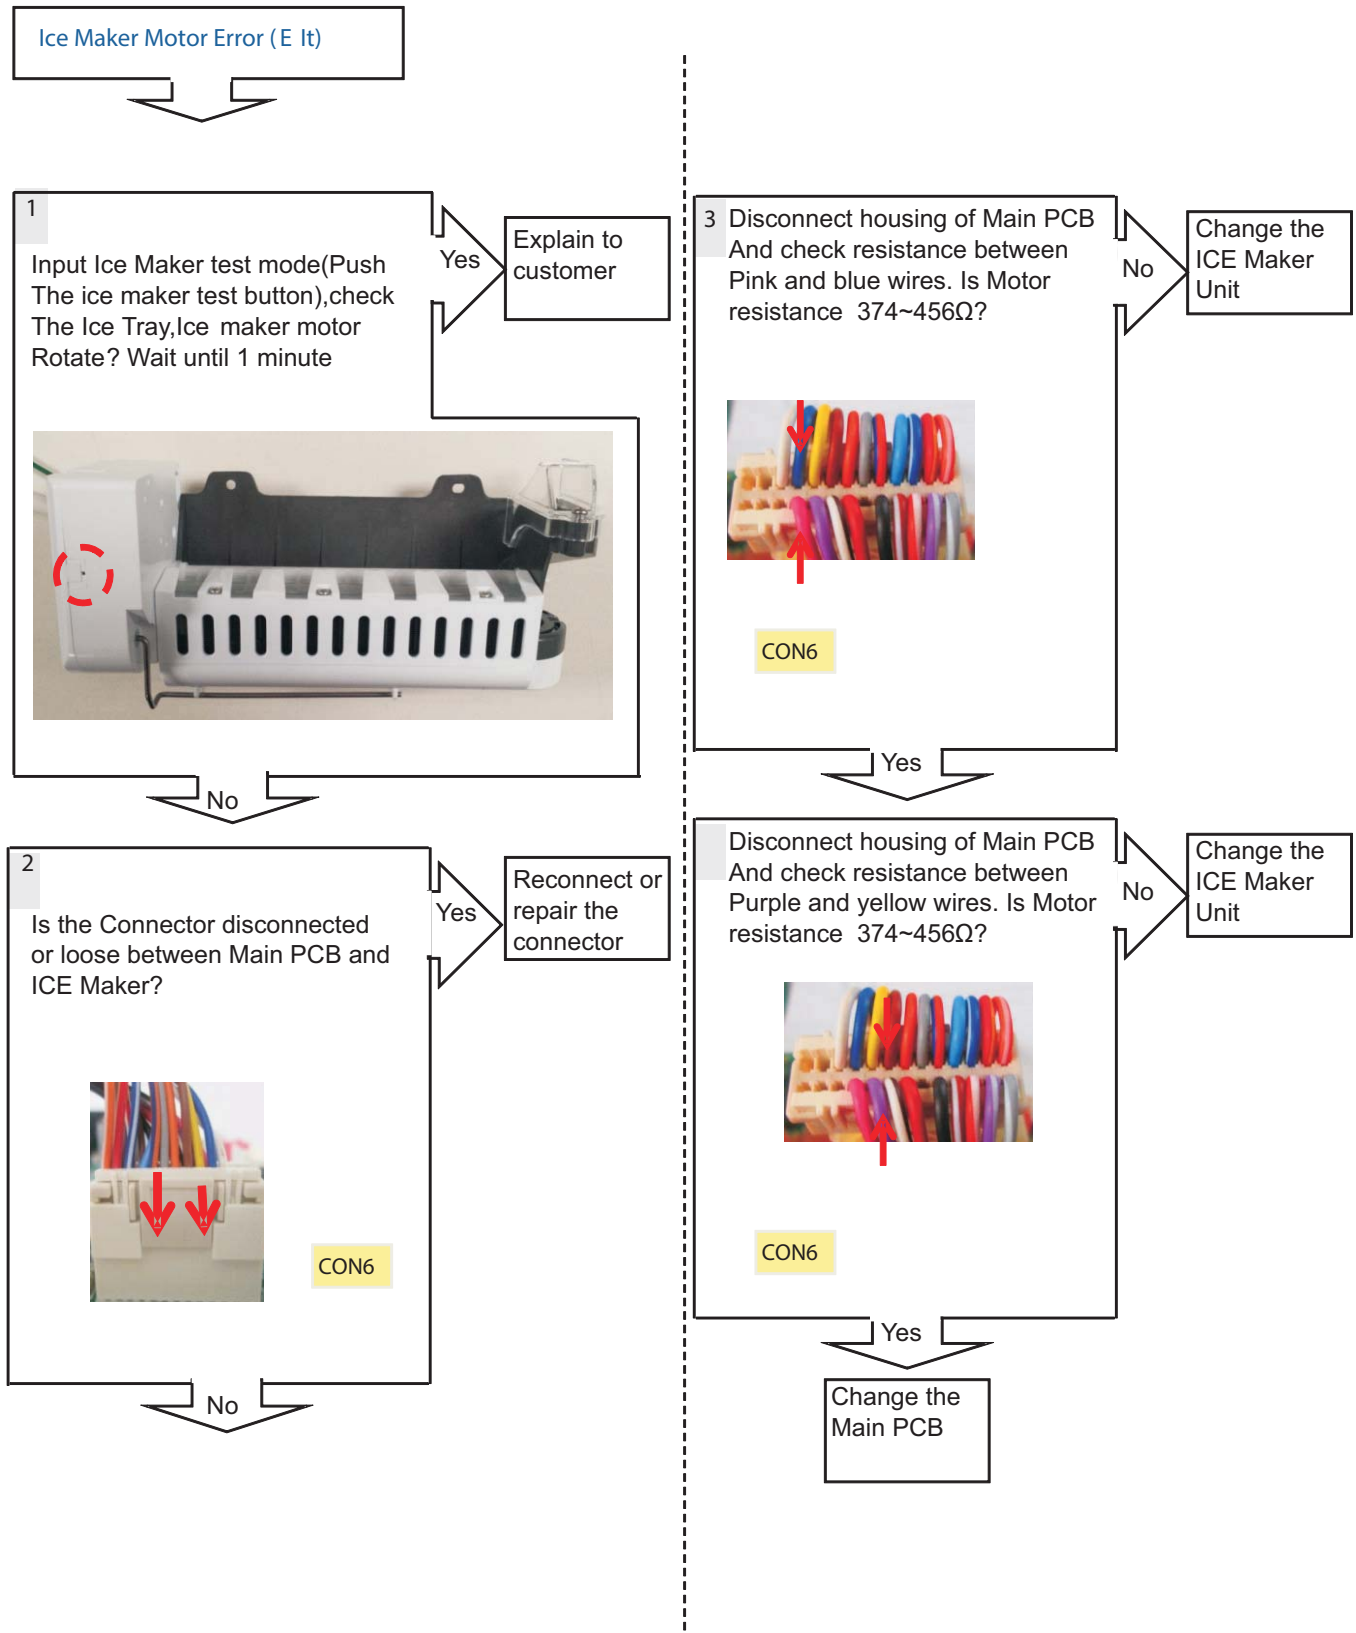 Ice Maker Motor Error (E It)
1
Input Ice Maker test mode(Push
The ice maker test button),check
The Ice Tray,Ice maker motor
Rotate? Wait until 1 minute
Yes
Explain to
customer
No
2
Is the Connector disconnected
or loose between Main PCB and
ICE Maker?
Yes
Reconnect or
repair the
connector
CON6
No
3
Disconnect housing of Main PCB
And check resistance between
Pink and blue wires. Is Motor
resistance 374~456Ω?
No
Change the
ICE Maker
Unit
CON6
Yes
Disconnect housing of Main PCB
And check resistance between
Purple and yellow wires. Is Motor
resistance 374~456Ω?
No
Change the
ICE Maker
Unit
CON6
Yes
Change the
Main PCB